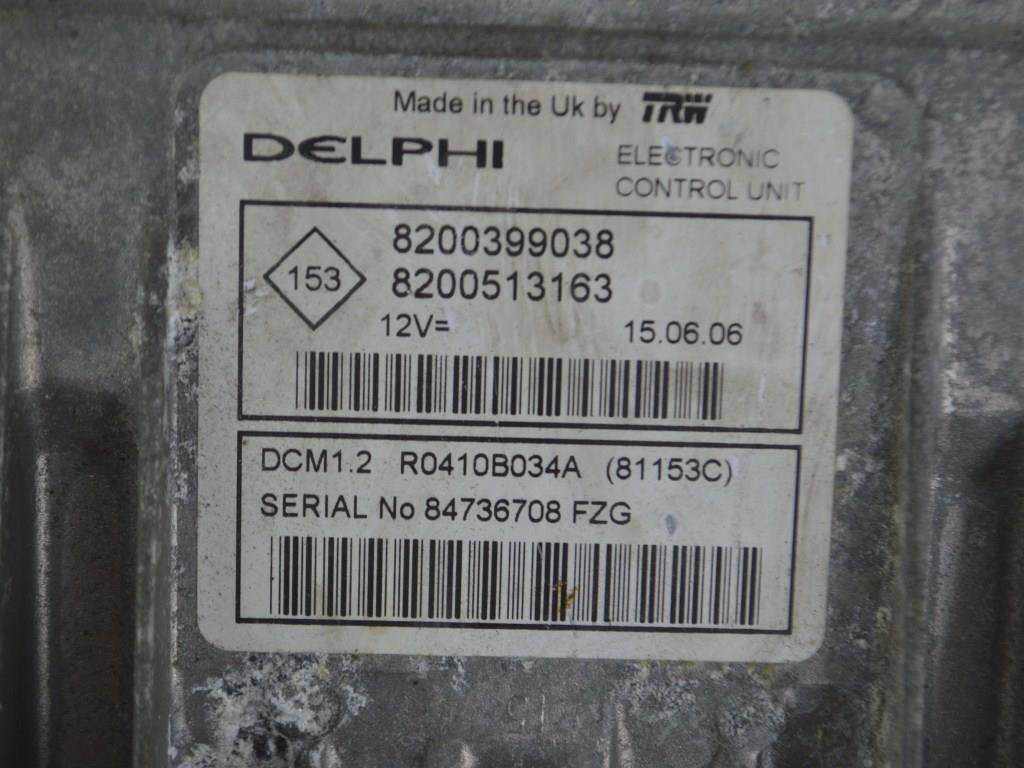 Made in the Uk by TRW
DELPHI
ELECTRONIC
CONTROL UNIT
153
8200399038
8200513163
12V=
15.06.06
DCM1.2 R0410B034A (81153C)
SERIAL No 84736708 FZG